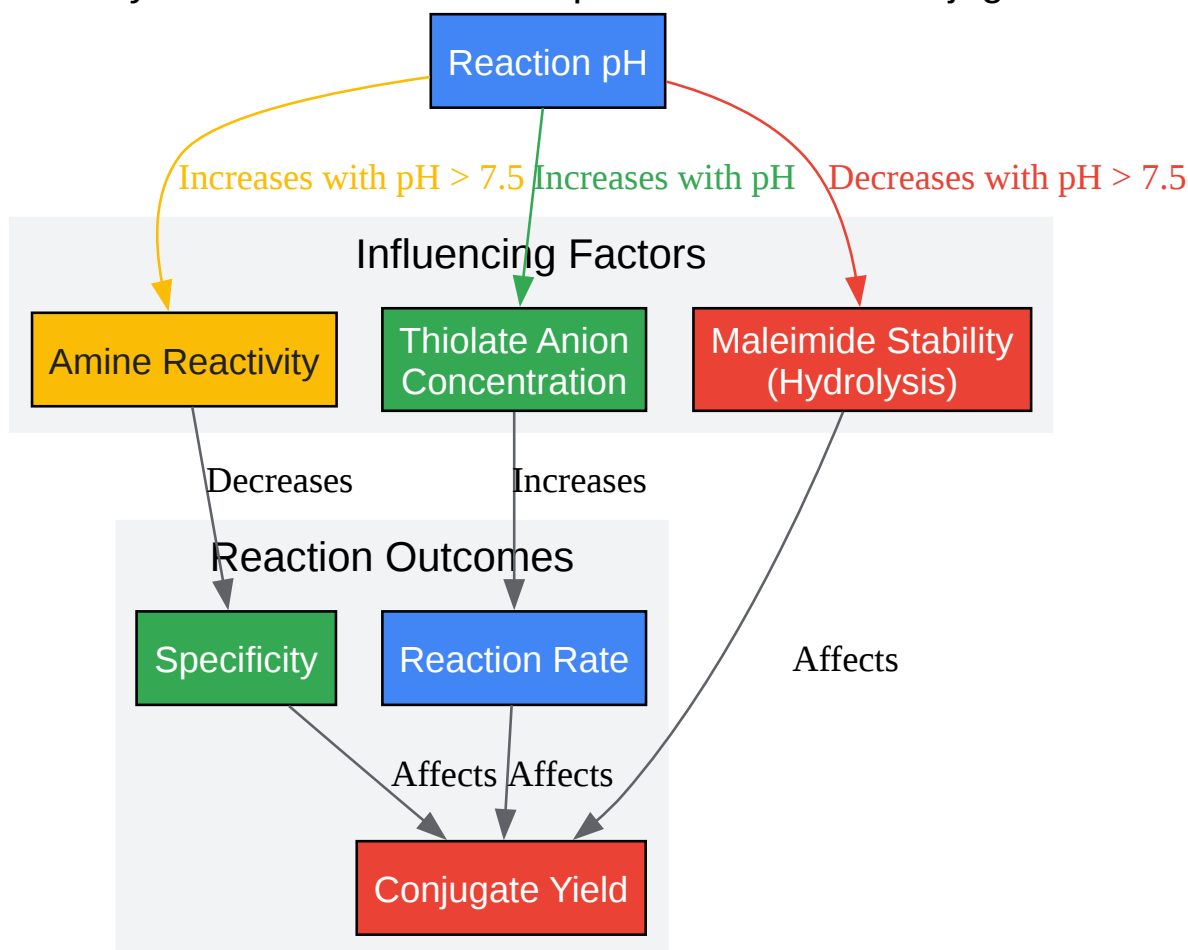 Reaction pH
Increases with pH > 7.5
Increases with pH
Decreases with pH > 7.5
Influencing Factors
Amine Reactivity
Thiolate Anion
Concentration
Maleimide Stability
(Hydrolysis)
Decreases
Increases
Reaction Outcomes
Specificity
Reaction Rate
Affects
Affects
Affects
Conjugate Yield